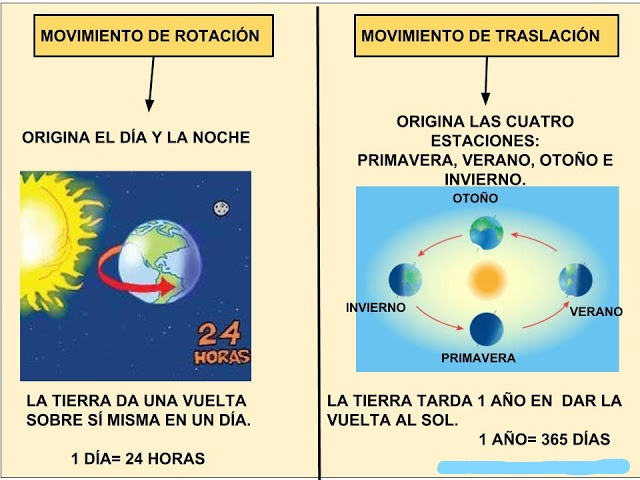 MOVIMIENTO DE ROTACIÓN
ORIGINA EL DÍA Y LA NOCHE
24
HORAS
LA TIERRA DA UNA VUELTA
SOBRE SÍ MISMA EN UN DÍA.
1 DÍA= 24 HORAS
MOVIMIENTO DE TRASLACIÓN
ORIGINA LAS CUATRO
ESTACIONES:
PRIMAVERA, VERANO, OTOÑO E
INVIERNO.
OTOÑO
INVIERNO
VERANO
PRIMAVERA
LA TIERRA TARDA 1 AÑO EN DAR LA
VUELTA AL SOL.
1 AÑO= 365 DÍAS